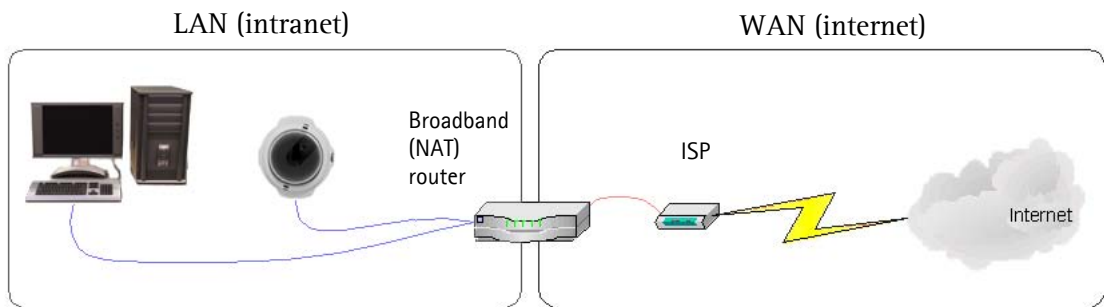 LAN (intranet)
WAN (internet)
Broadband
(NAT)
router
ISP
Internet